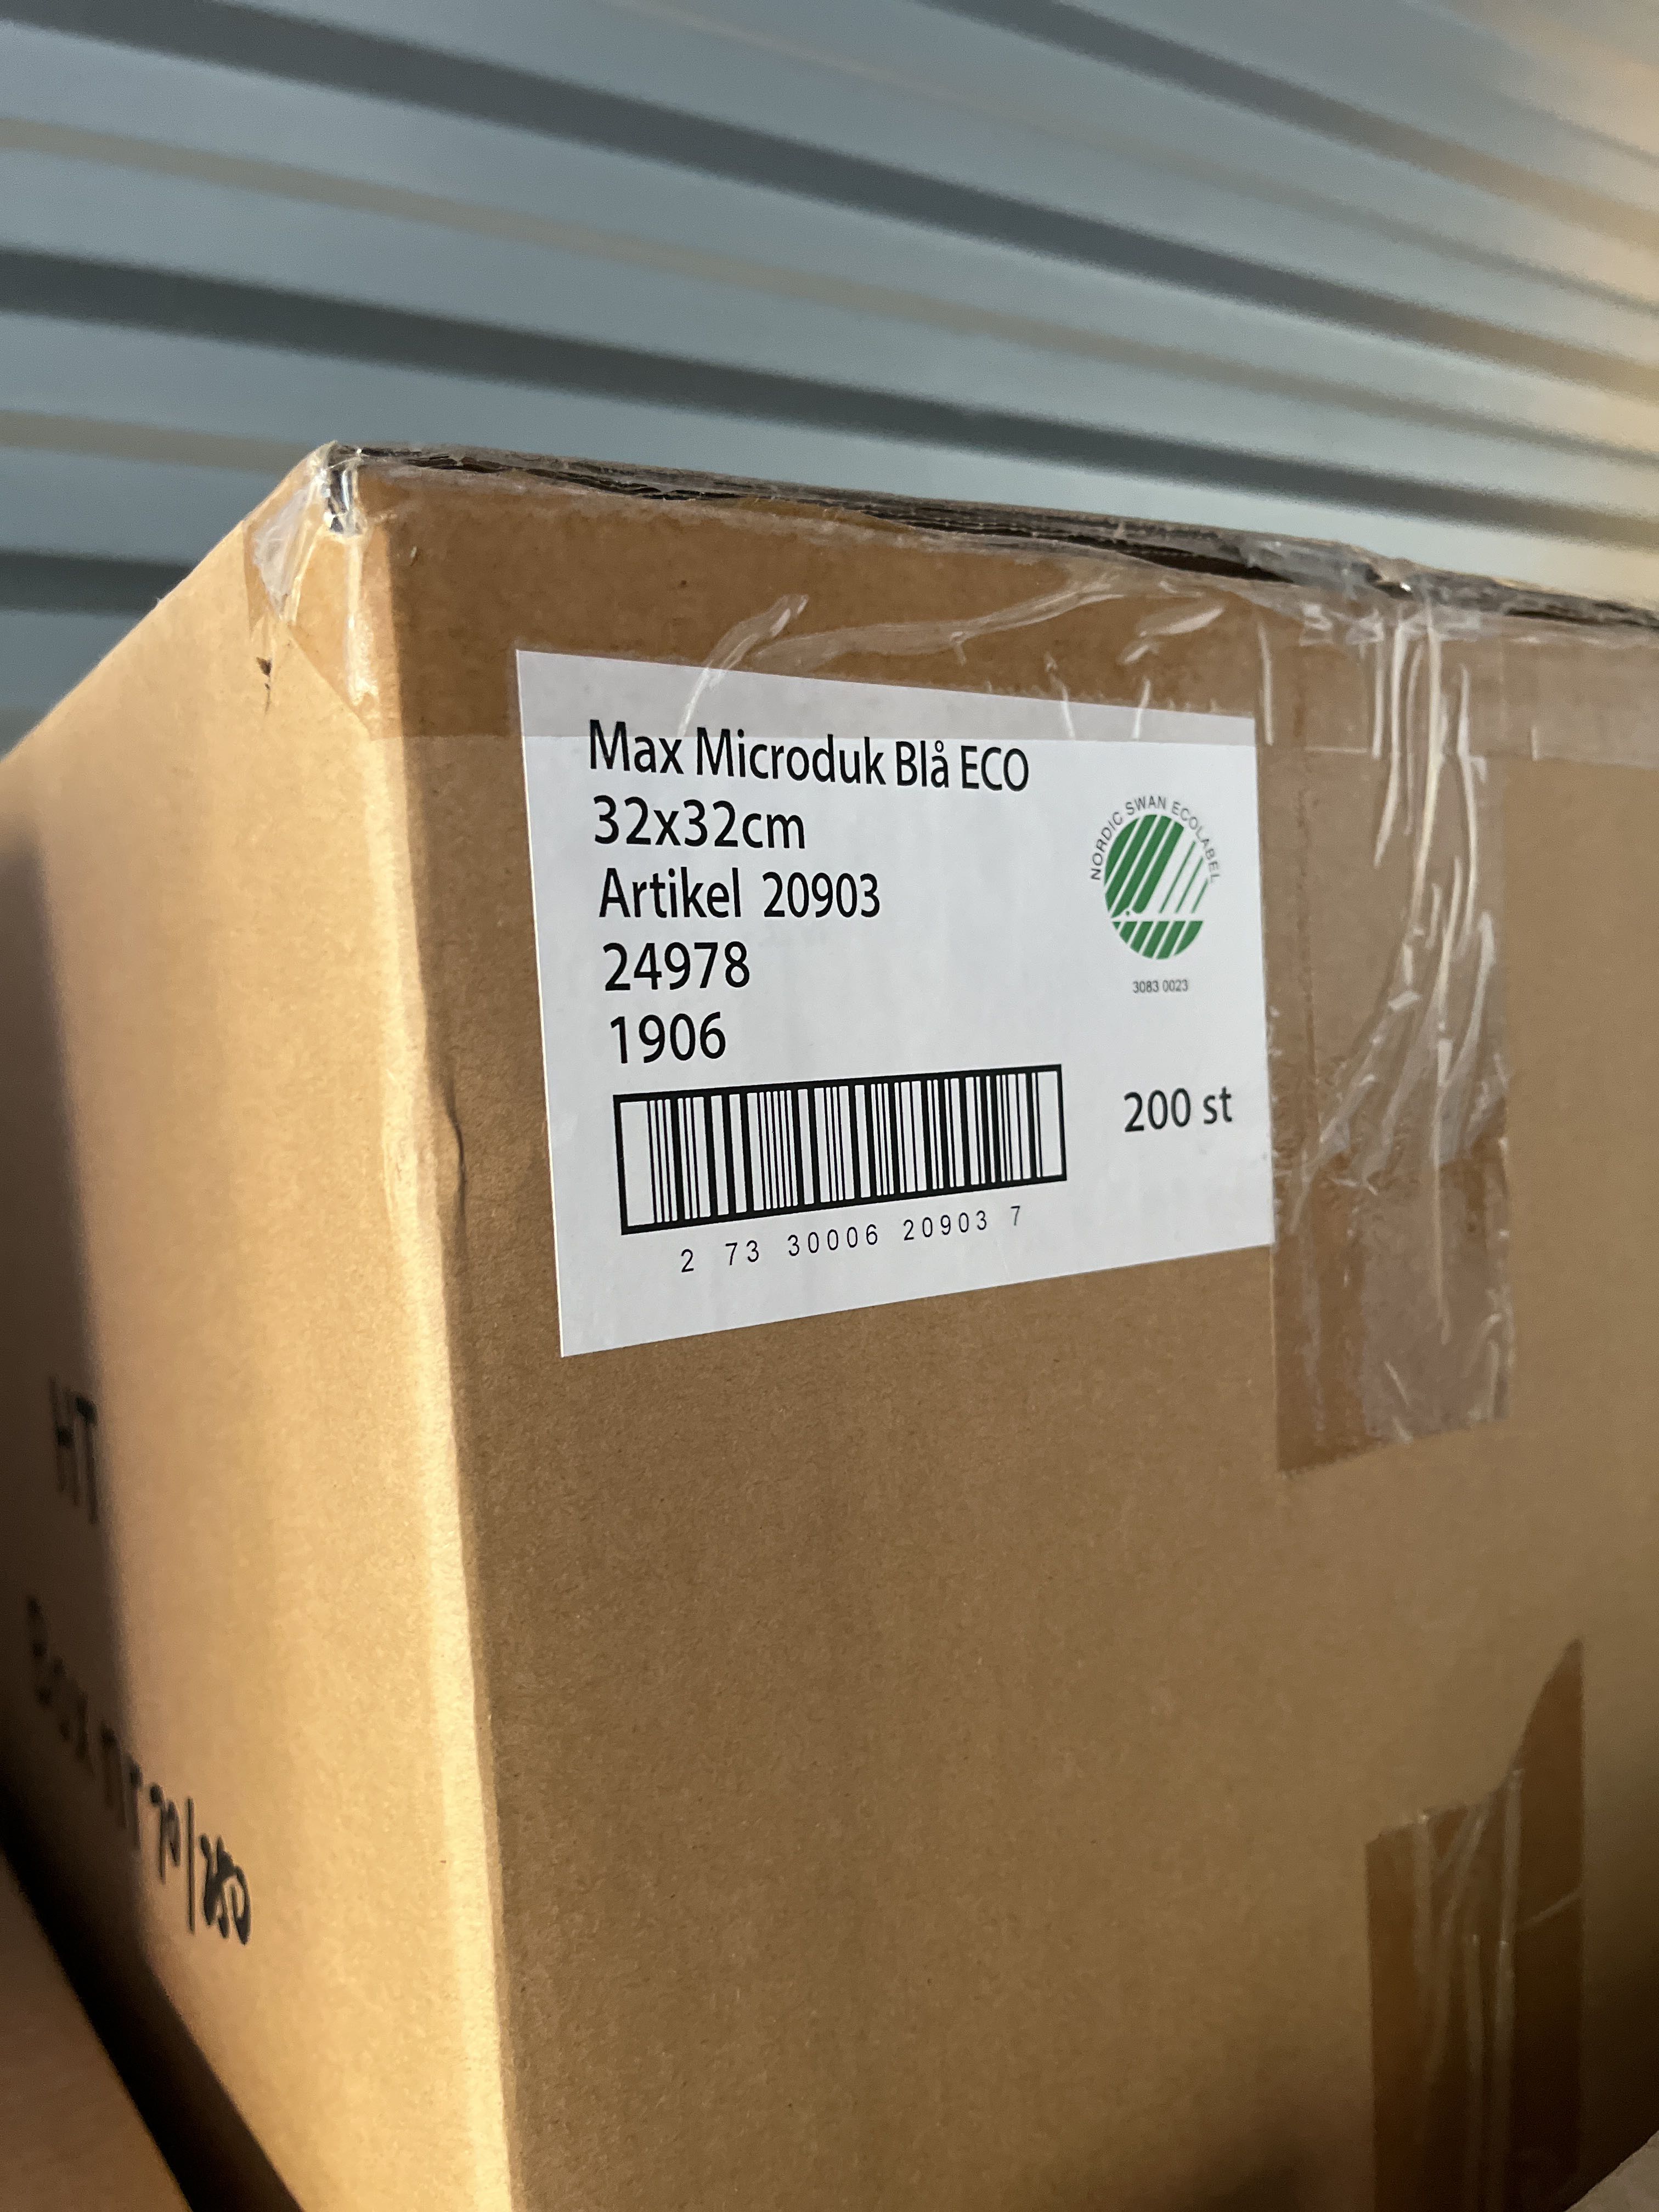 Max Microduk Blå ECO
32x32cm
Artikel 20903
24978
1906
NORDIC SWAN ECOLABEL
3083 0023
200 st
2 73 30006 20903 7
HT